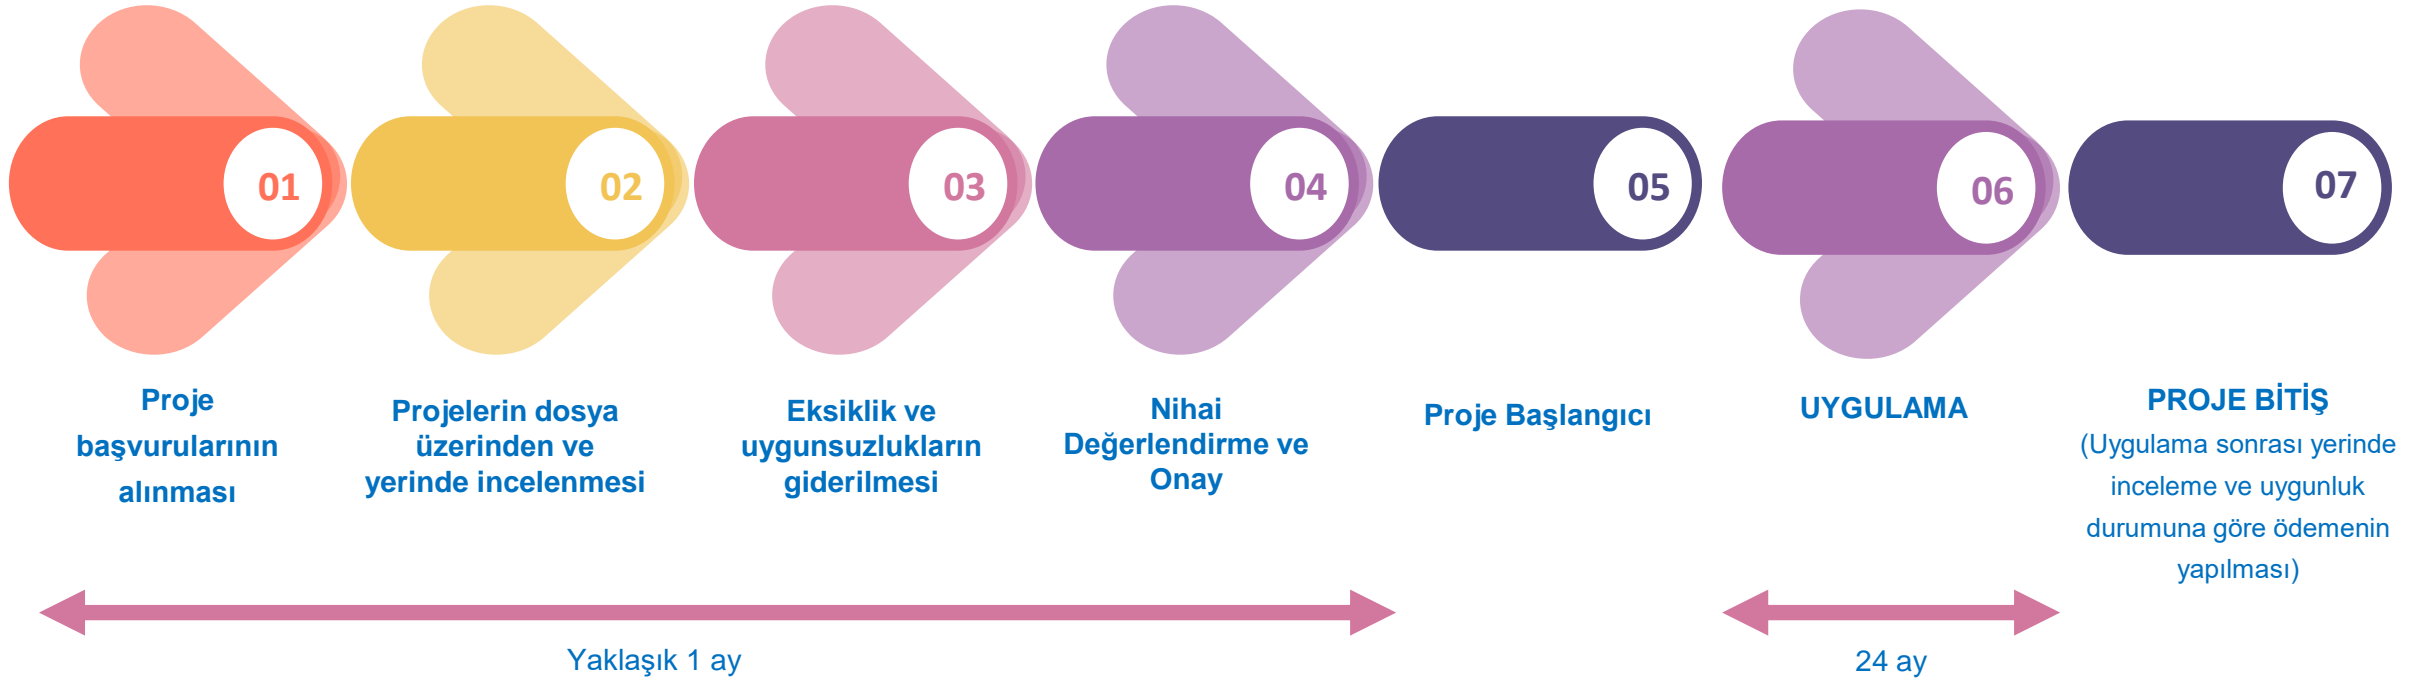 01
02
03
04
05
06
07
Proje
başvurularının
alınması
Projelerin dosya
üzerinden ve
yerinde incelenmesi
Eksiklik ve
uygunsuzlukların
giderilmesi
Nihai
Değerlendirme ve
Onay
Proje Başlangıcı
UYGULAMA
PROJE BİTİŞ
(Uygulama sonrası yerinde
inceleme ve uygunluk
durumuna göre ödemenin
yapılması)
Yaklaşık 1 ay
24 ay